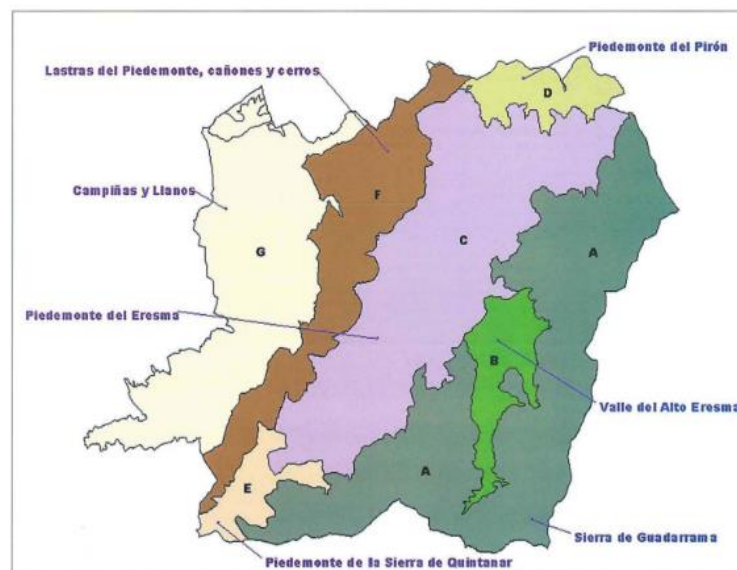 Piedemonte del Pirón
Lastras del Piedemonte, cañones y cerros
D
F
Campiñas y Llanos
C
A
G
Piedemonte del Eresma
B
Valle del Alto Eresma
A
E
Sierra de Guadarrama
Piedemonte de la Sierra de Quintanar